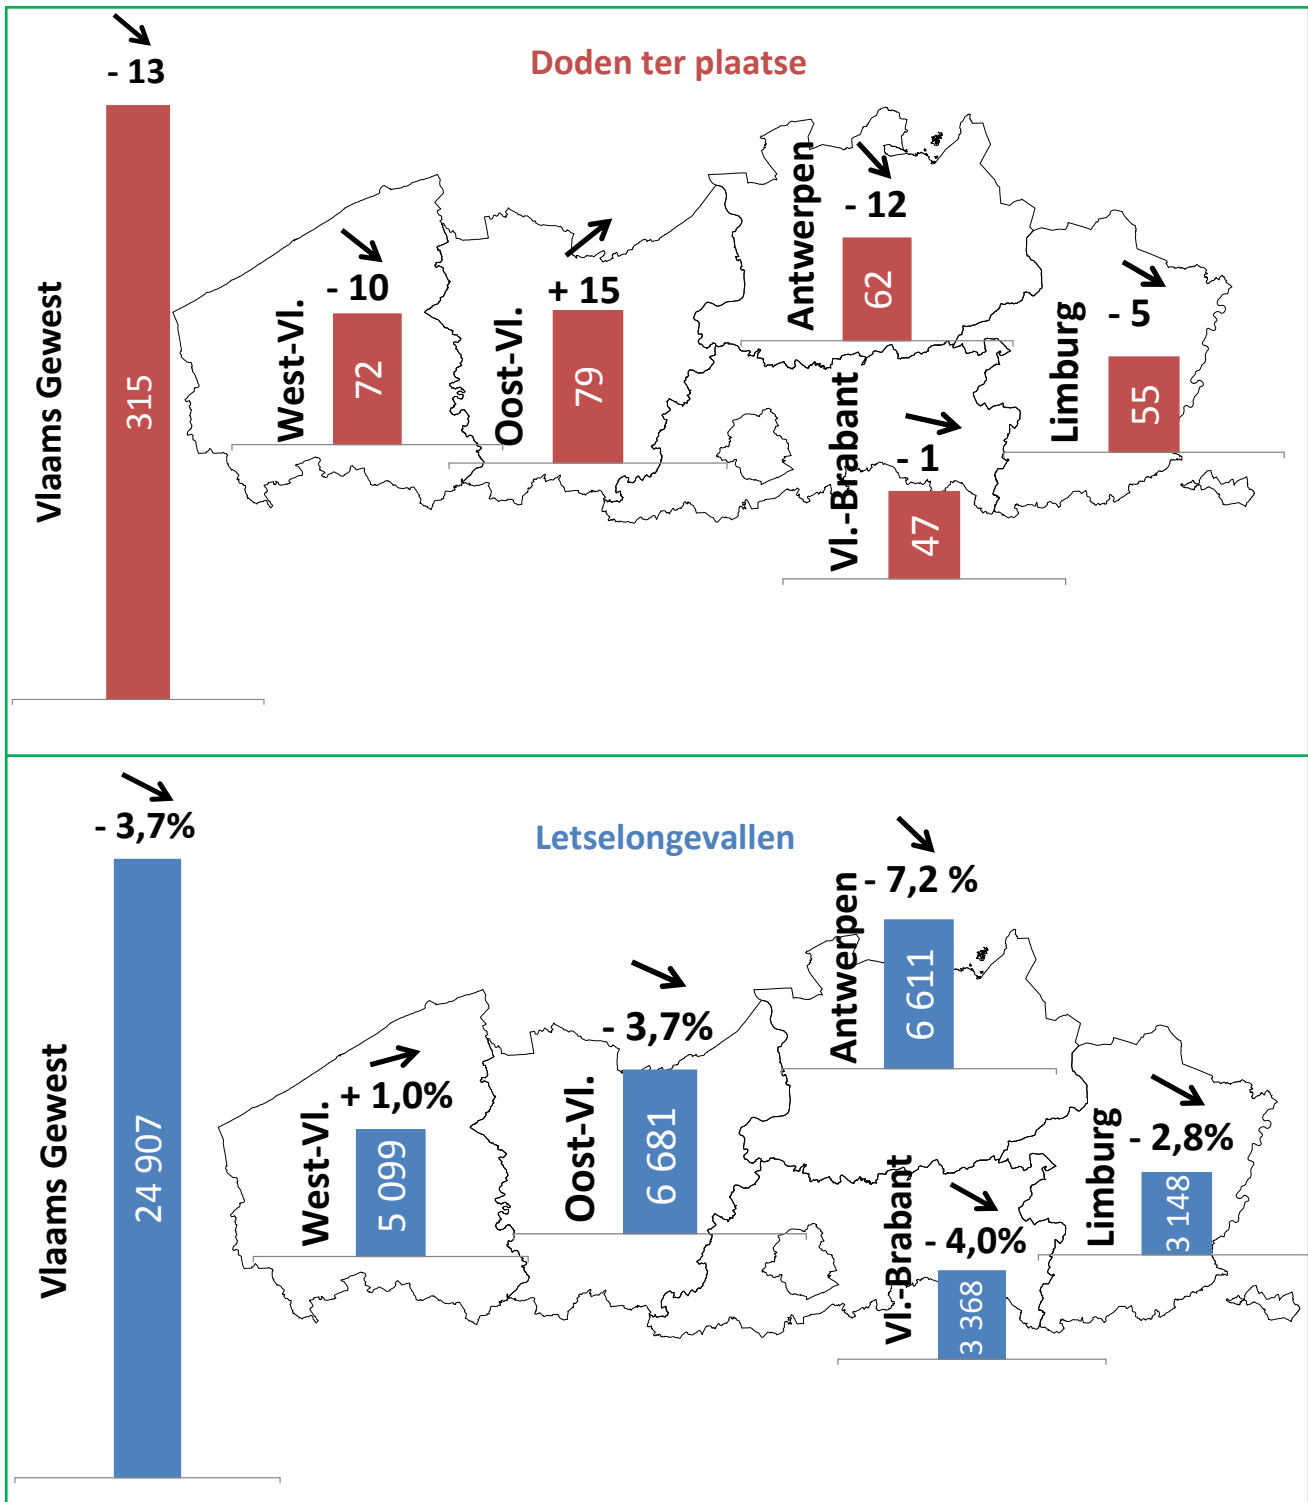 - 13
Doden ter plaatse
Vlaams Gewest
315
West-Vl.
- 10
72
Oost-Vl.
+ 15
79
Antwerpen
- 12
62
Limburg
- 5
55
Vl.-Brabant
- 1
47
- 3,7%
Letselongevallen
Vlaams Gewest
24 907
West-Vl.
+ 1,0%
5 099
Oost-Vl.
- 3,7%
6 681
Antwerpen
- 7,2 %
6 611
Limburg
- 2,8%
3 148
Vl.-Brabant
- 4,0%
3 368